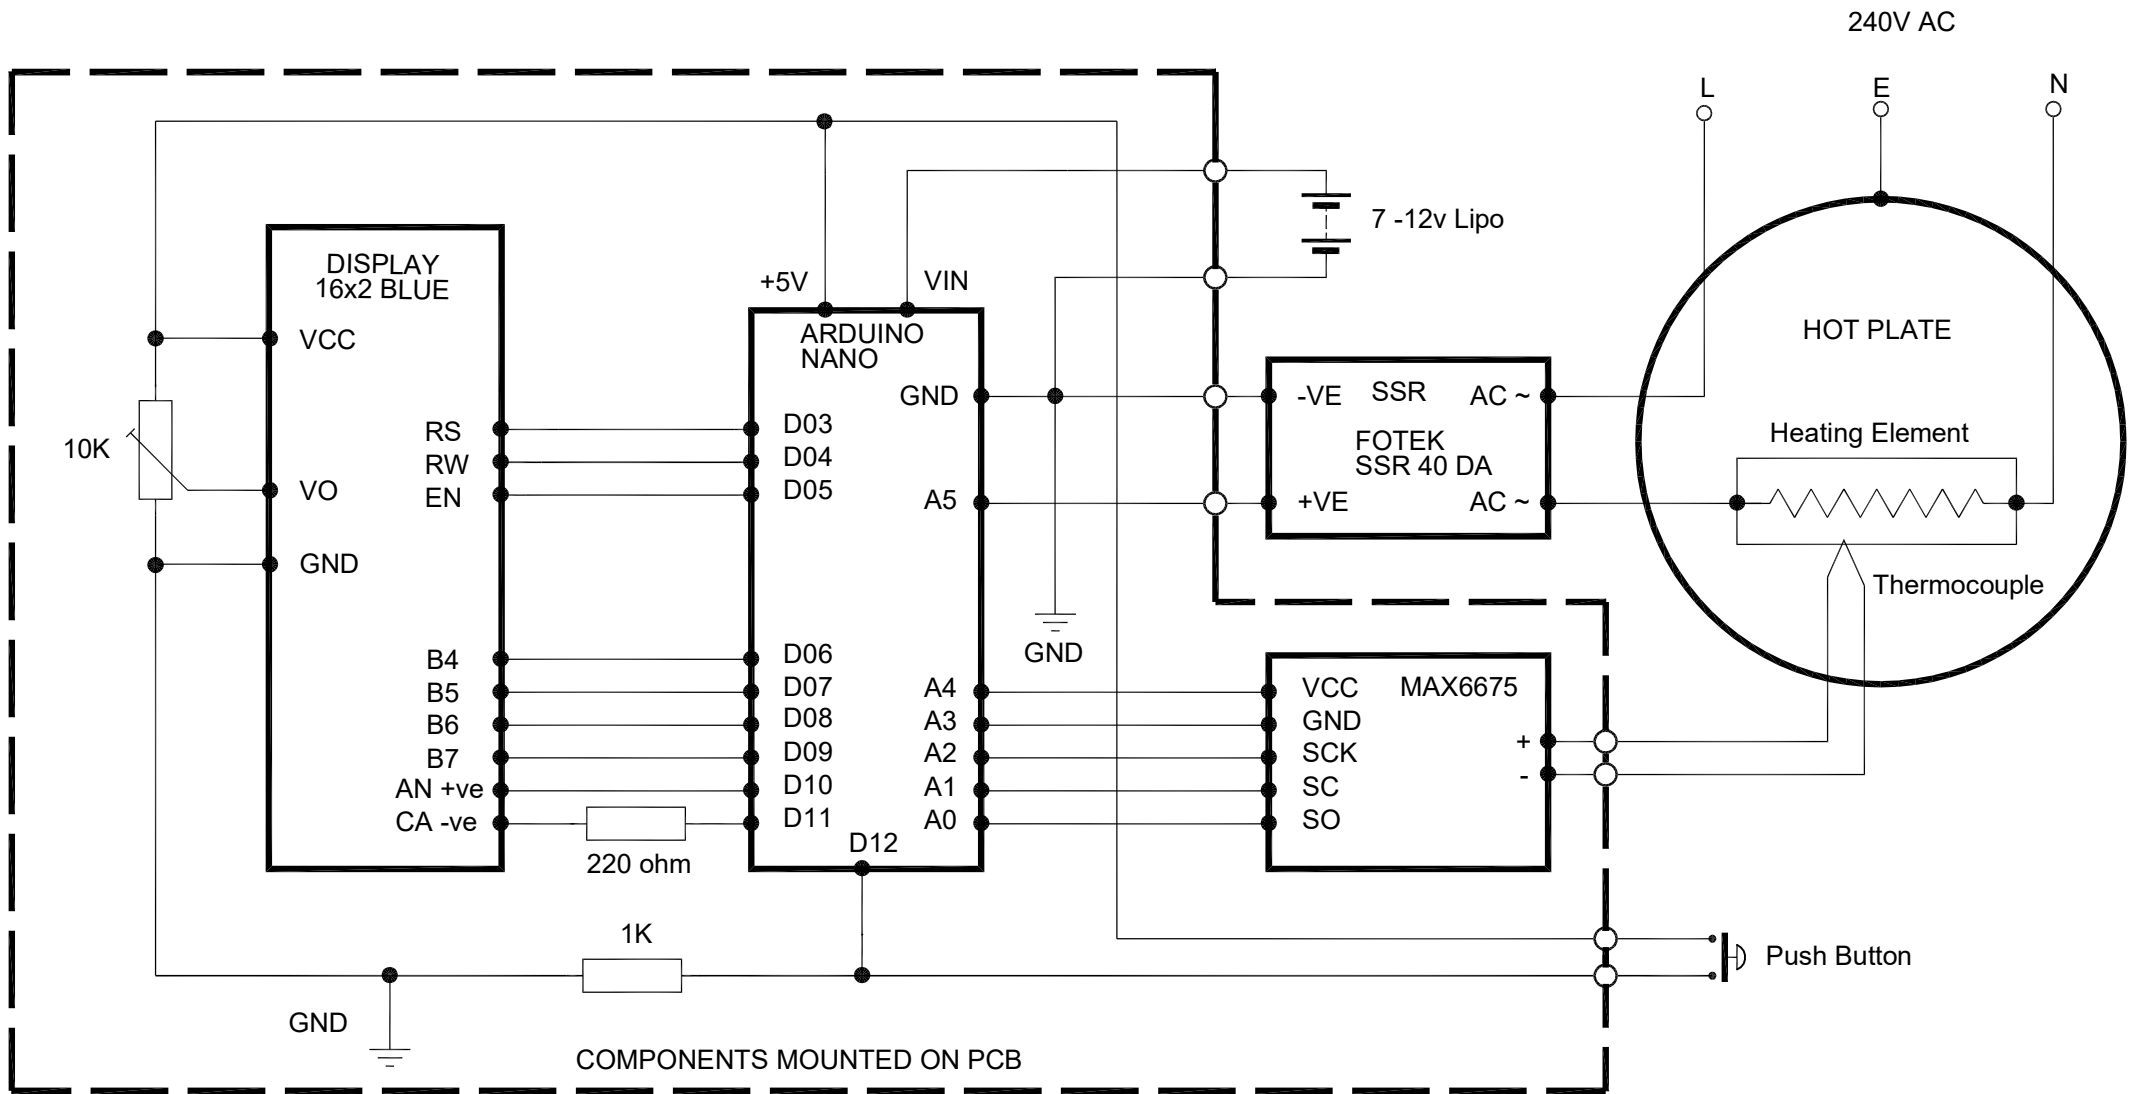 240V AC
L
E
N
DISPLAY
16x2 BLUE
VCC
10K
VO
GND
RS
RW
EN
B4
B5
B6
B7
AN +ve
CA -ve
220 ohm
+5V
VIN
ARDUINO
NANO
GND
D03
D04
D05
A5
D06
D07
D08
D09
D10
D11
A4
A3
A2
A1
A0
D12
7 -12v Lipo
-VE
SSR
AC ~
FOTEK
SSR 40 DA
+VE
AC ~
HOT PLATE
Heating Element
Thermocouple
GND
VCC
MAX6675
GND
SCK
SC
SO
+
-
1K
Push Button
GND
COMPONENTS MOUNTED ON PCB